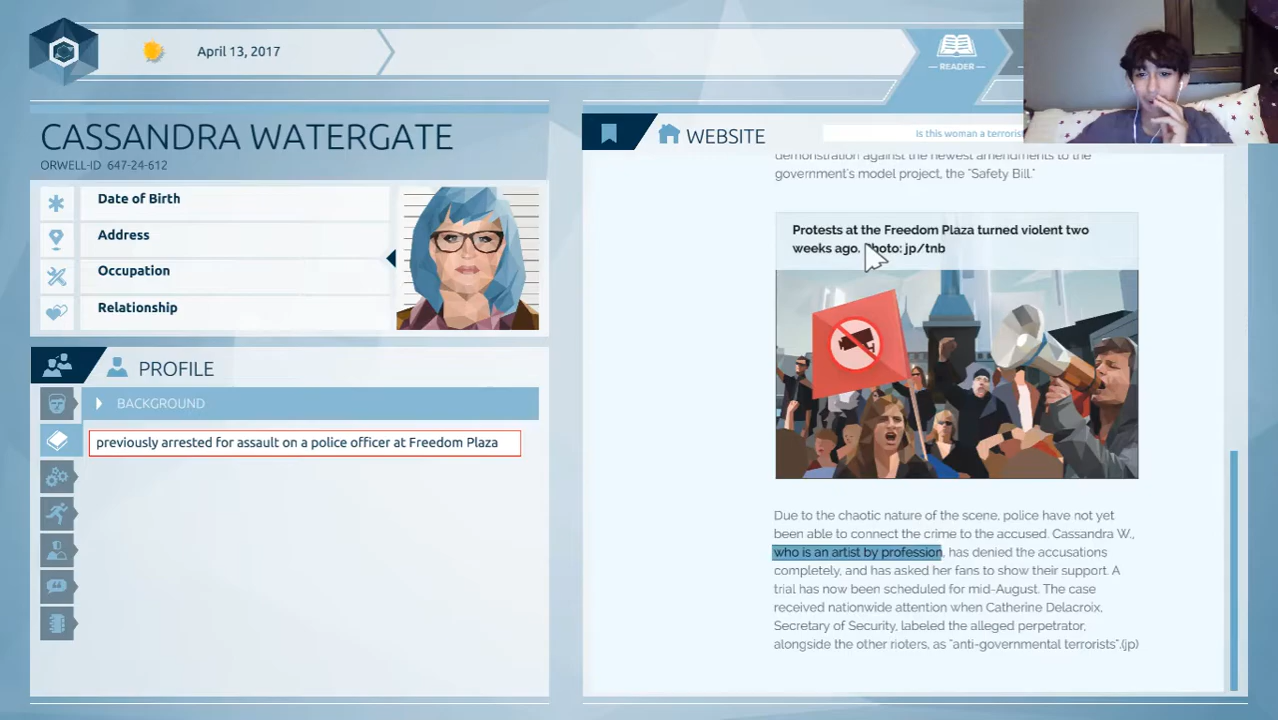 April 13, 2017
READER
CASSANDRA WATERGATE
ORWELL-ID 647-24-612
Date of Birth
Address
Occupation
Relationship
PROFILE
BACKGROUND
previously arrested for assault on a police officer at Freedom Plaza
WEBSITE
Is this woman a terroris
demonstration against the newest amendments to the
government's model project, the "Safety Bill."
Protests at the Freedom Plaza turned violent two
weeks ago. Photo: jp/tnb
Due to the chaotic nature of the scene, police have not yet
been able to connect the crime to the accused. Cassandra W.,
who is an artist by profession, has denied the accusations
completely, and has asked her fans to show their support. A
trial has now been scheduled for mid-August. The case
received nationwide attention when Catherine Delacroix,
Secretary of Security, labeled the alleged perpetrator,
alongside the other rioters, as "anti-governmental terrorists".(jp)